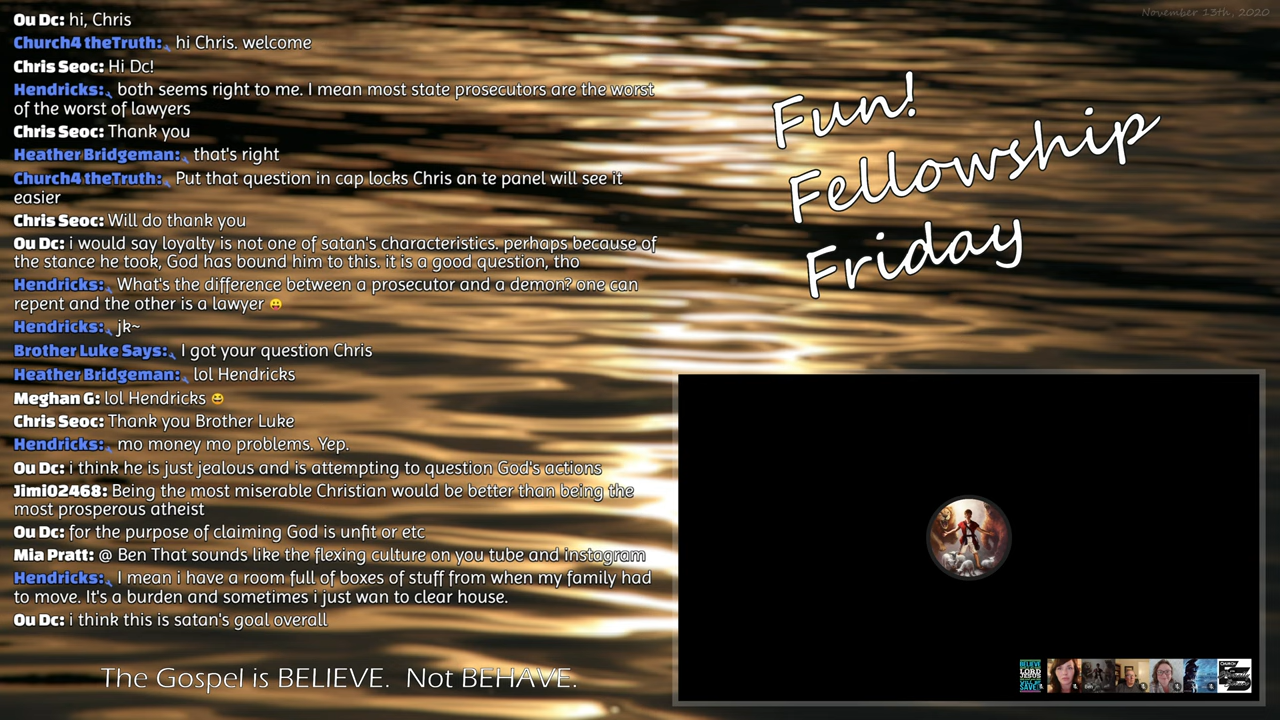 November 13th, 2020
Ou Dc: hi, Chris
Church4 theTruth: hi Chris. welcome
Chris Seoc: Hi Dc!
Hendricks: both seems right to me. I mean most state prosecutors are the worst
of the worst of lawyers
Chris Seoc: Thank you
Heather Bridgeman: that's right
Church4 theTruth: Put that question in cap locks Chris an te panel will see it
easier
Chris Seoc: Will do thank you
Ou Dc: i would say loyalty is not one of satan's characteristics. perhaps because of
the stance he took, God has bound him to this. it is a good question, tho
Hendricks: What's the difference between a prosecutor and a demon? one can
repent and the other is a lawyer 😛
Hendricks: jk~
Brother Luke Says: I got your question Chris
Heather Bridgeman: lol Hendricks
Meghan G: lol Hendricks 😆
Chris Seoc: Thank you Brother Luke
Hendricks: mo money mo problems. Yep.
Ou Dc: i think he is just jealous and is attempting to question God's actions
Jimi02468: Being the most miserable Christian would be better than being the
most prosperous atheist
Ou Dc: for the purpose of claiming God is unfit or etc
Mia Pratt: @ Ben That sounds like the flexing culture on you tube and instagram
Hendricks: I mean i have a room full of boxes of stuff from when my family had
to move. It's a burden and sometimes i just wan to clear house.
Ou Dc: i think this is satan's goal overall
The Gospel is BELIEVE. Not BEHAVE.
Fun!
Fellowship
Friday
BELIEVE
LORD
JESUS
SAVE
CHURCH